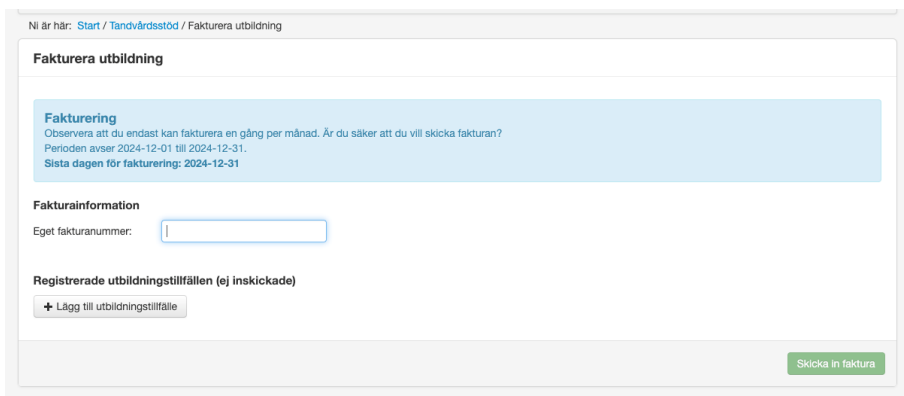 Ni är här: Start / Tandvårdsstöd / Fakturera utbildning
Fakturera utbildning
Fakturering
Observera att du endast kan fakturera en gång per månad. Är du säker att du vill skicka fakturan?
Perioden avser 2024-12-01 till 2024-12-31.
Sista dagen för fakturering: 2024-12-31
Fakturainformation
Eget fakturanummer:
Registrerade utbildningstillfällen (ej inskickade)
+ Lägg till utbildningstillfälle
Skicka in faktura